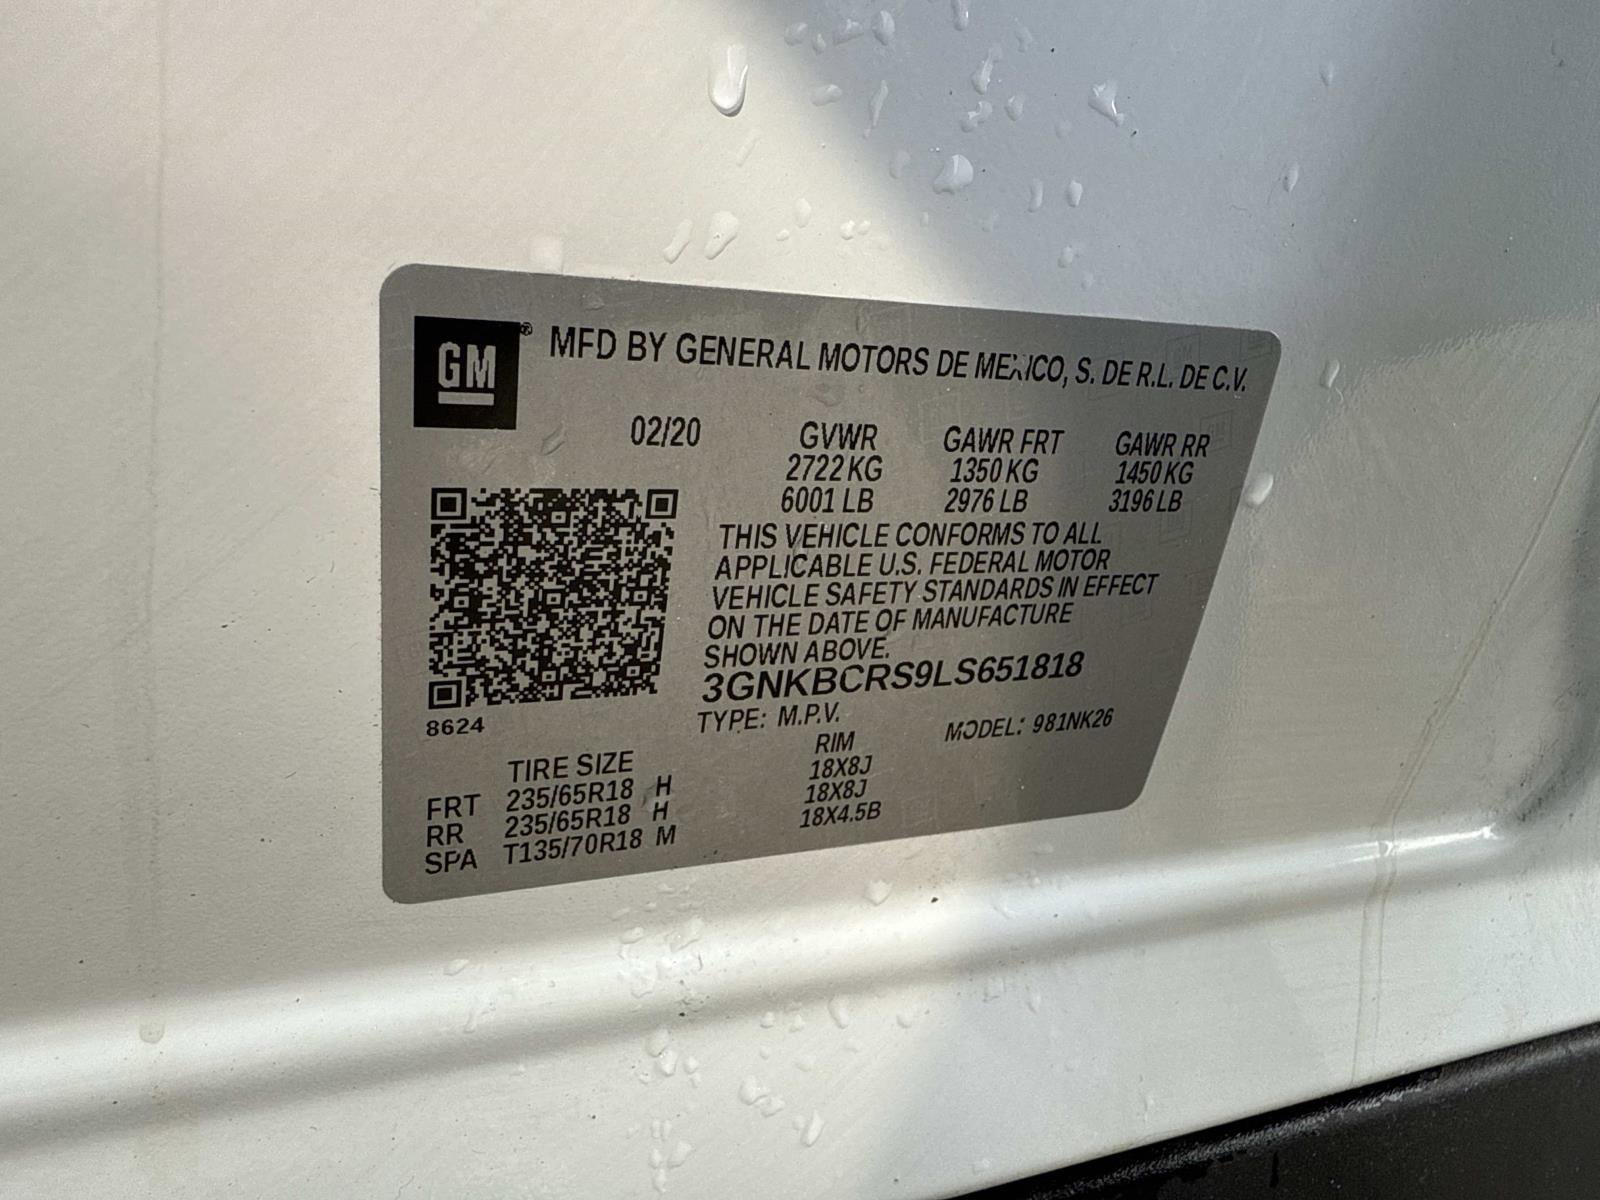 GM® MFD BY GENERAL MOTORS DE MEXICO, S. DE R.L. DE C.V.
02/20 GVWR GAWR FRT GAWR RR
2722 KG 1350 KG 1450 KG
6001 LB 2976 LB 3196 LB
THIS VEHICLE CONFORMS TO ALL
APPLICABLE U.S. FEDERAL MOTOR
VEHICLE SAFETY STANDARDS IN EFFECT
ON THE DATE OF MANUFACTURE
SHOWN ABOVE.
3GNKBCRS9LS651818
8624 TYPE: M.P.V. MODEL: 981NK26
TIRE SIZE RIM
FRT 235/65R18 H 18X8J
RR 235/65R18 H 18X8J
SPA T135/70R18 M 18X4.5B